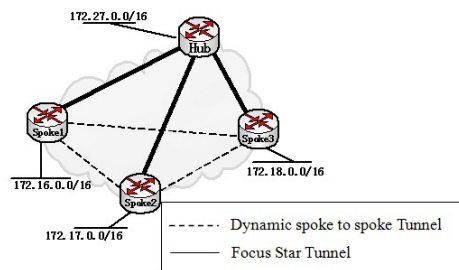 172.27.0.0/16
Hub
Spoke1
Spoke3
172.16.0.0/16
172.18.0.0/16
Spoke2
172.17.0.0/16
Dynamic spoke to spoke Tunnel
Focus Star Tunnel